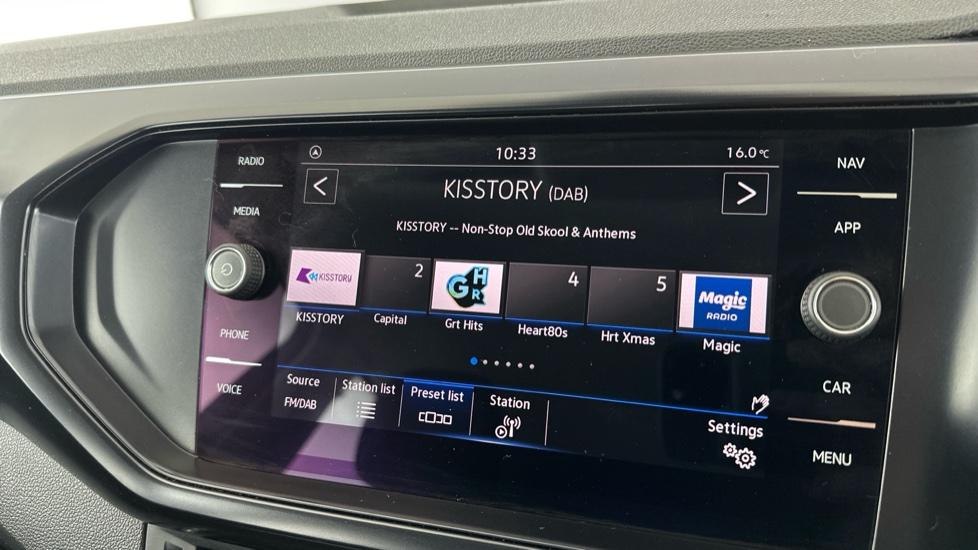 RADIO
MEDIA
PHONE
VOICE
10:33
16.0 °C
<
KISSTORY (DAB)
>
KISSTORY -- Non-Stop Old Skool & Anthems
KISSTORY
2
GHR
4
5
Magic
RADIO
KISSTORY
Capital
Grt Hits
Heart80s
Hrt Xmas
Magic
Source
FM/DAB
Station list
Preset list
Station
Settings
NAV
APP
CAR
MENU